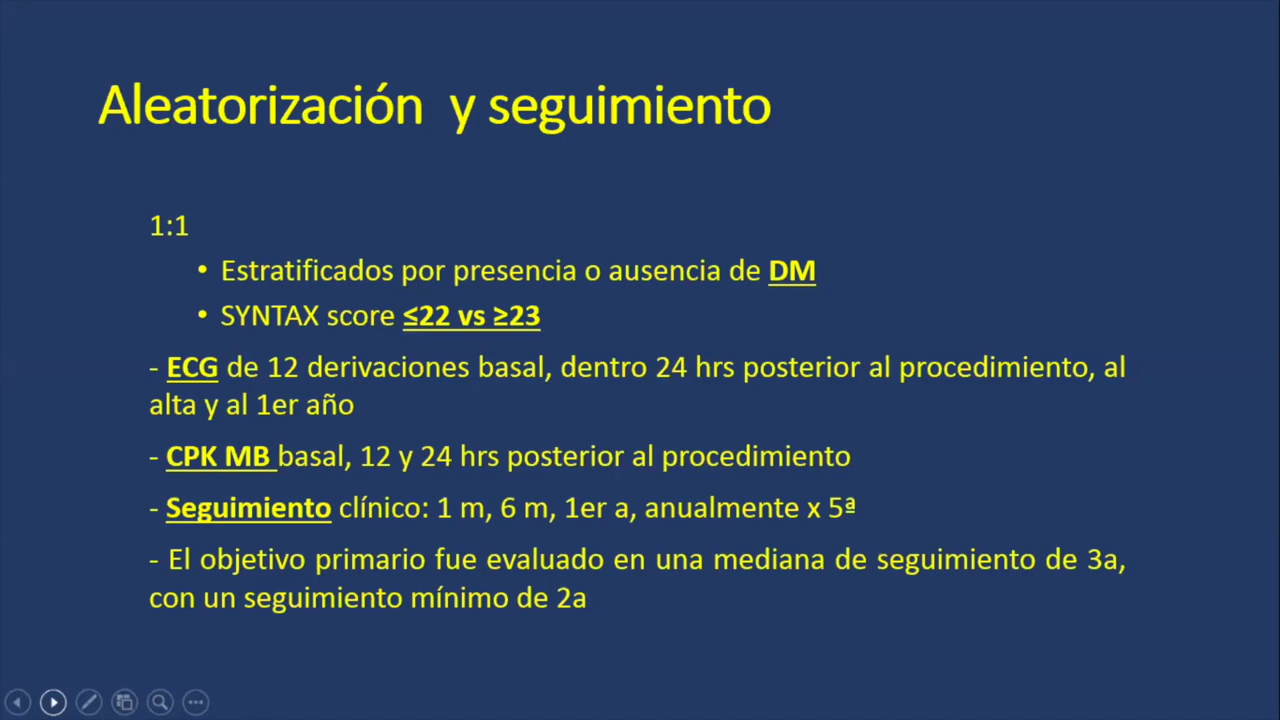 Aleatorización y seguimiento
1:1
• Estratificados por presencia o ausencia de DM
• SYNTAX score ≤22 vs ≥23
- ECG de 12 derivaciones basal, dentro 24 hrs posterior al procedimiento, al
alta y al 1er año
- CPK MB basal, 12 y 24 hrs posterior al procedimiento
- Seguimiento clínico: 1 m, 6 m, 1er a, anualmente x 5ª
- El objetivo primario fue evaluado en una mediana de seguimiento de 3a,
con un seguimiento mínimo de 2a